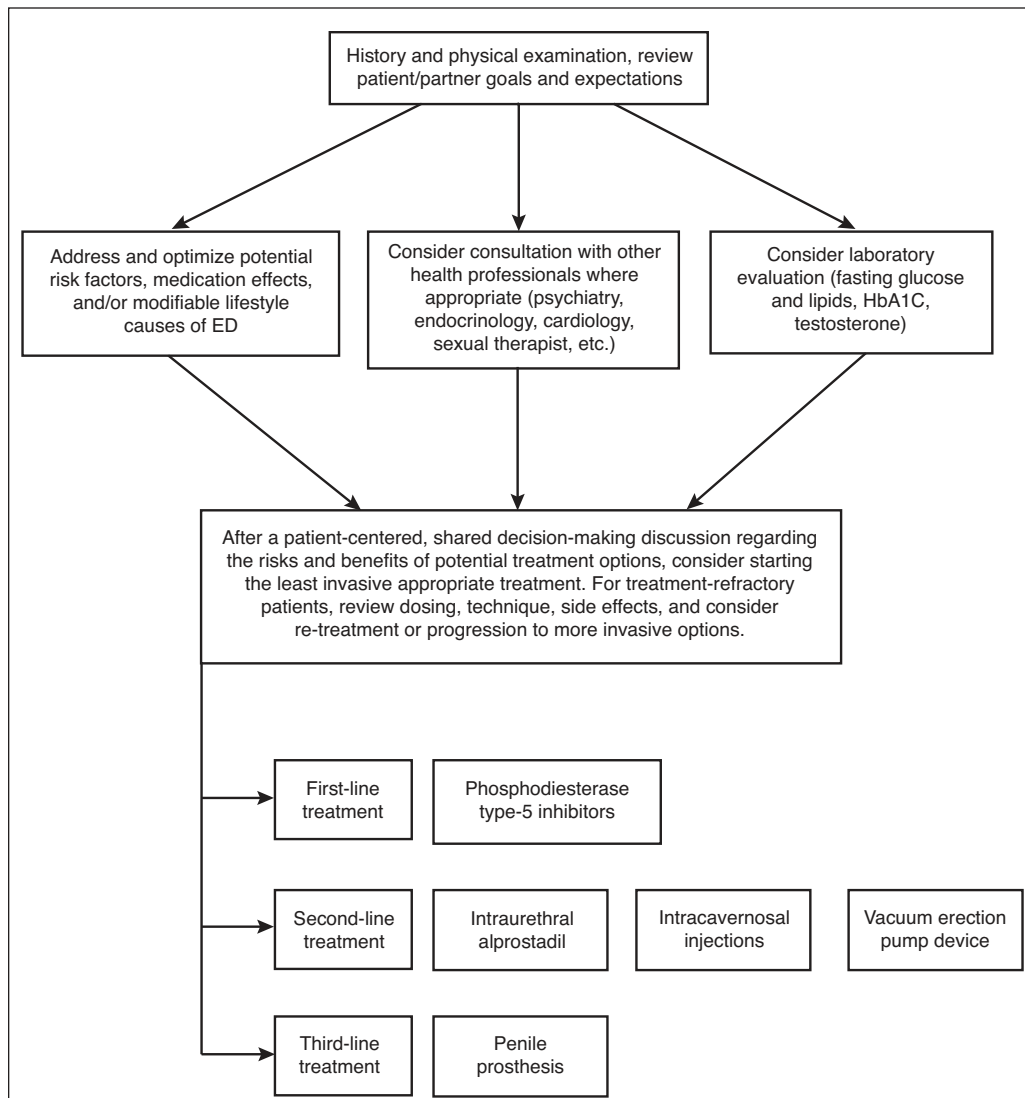 History and physical examination, review
patient/partner goals and expectations
Address and optimize potential
risk factors, medication effects,
and/or modifiable lifestyle
causes of ED
Consider consultation with other
health professionals where
appropriate (psychiatry,
endocrinology, cardiology,
sexual therapist, etc.)
Consider laboratory
evaluation (fasting glucose
and lipids, HbA1C,
testosterone)
After a patient-centered, shared decision-making discussion regarding
the risks and benefits of potential treatment options, consider starting
the least invasive appropriate treatment. For treatment-refractory
patients, review dosing, technique, side effects, and consider
re-treatment or progression to more invasive options.
First-line
treatment
Phosphodiesterase
type-5 inhibitors
Second-line
treatment
Intraurethral
alprostadil
Intracavernosal
injections
Vacuum erection
pump device
Third-line
treatment
Penile
prosthesis